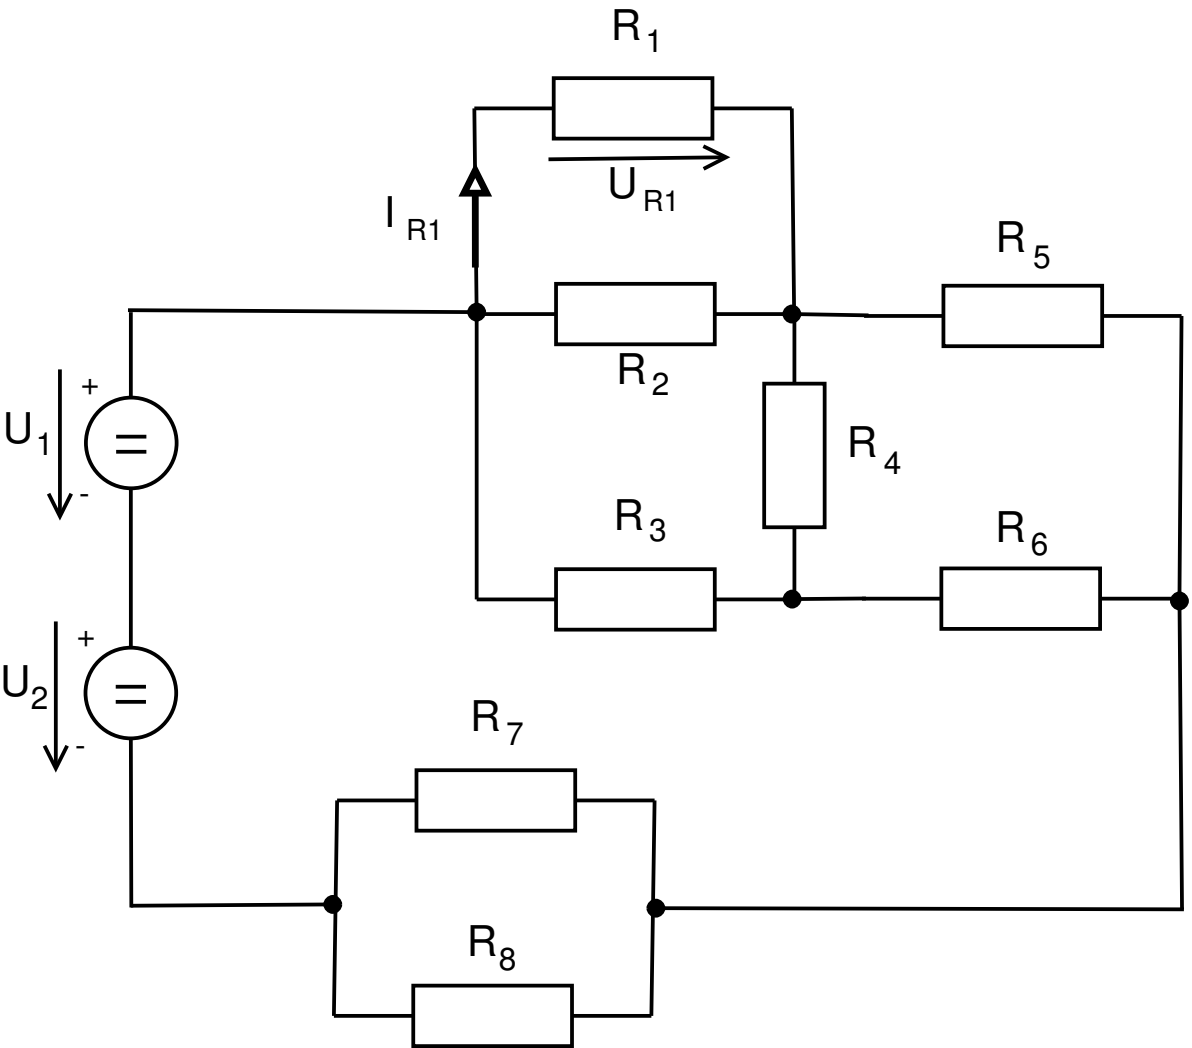 R1
UR1
IR1
R5
R2
+
U1
-
=
R4
R3
R6
+
U2
-
=
R7
R8